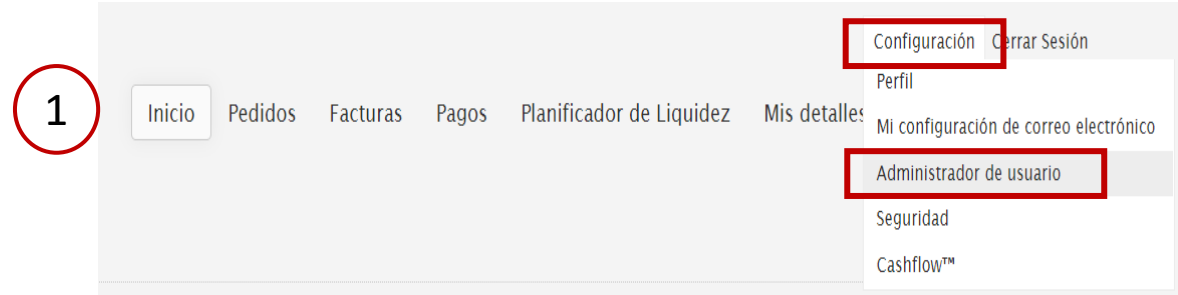 Configuración Cerrar Sesión
Perfil
1
Inicio Pedidos Facturas Pagos Planificador de Liquidez Mis detalles
Mi configuración de correo electrónico
Administrador de usuario
Seguridad
Cashflow™